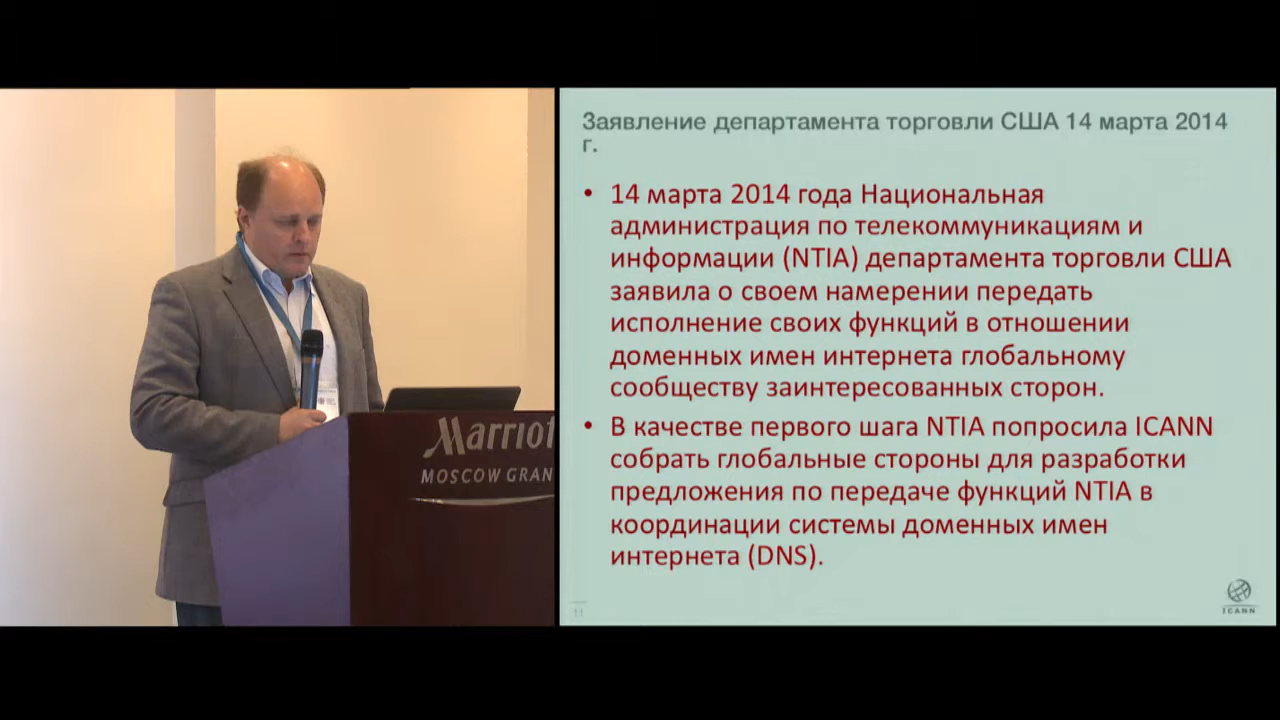 Заявление департамента торговли США 14 марта 2014
г.
• 14 марта 2014 года Национальная
администрация по телекоммуникациям и
информации (NTIA) департамента торговли США
заявила о своем намерении передать
исполнение своих функций в отношении
доменных имен интернета глобальному
сообществу заинтересованных сторон.
• В качестве первого шага NTIA попросила ICANN
собрать глобальные стороны для разработки
предложения по передаче функций NTIA в
координации системы доменных имен
интернета (DNS).
11
ICANN
Marriot
MOSCOW GRAN